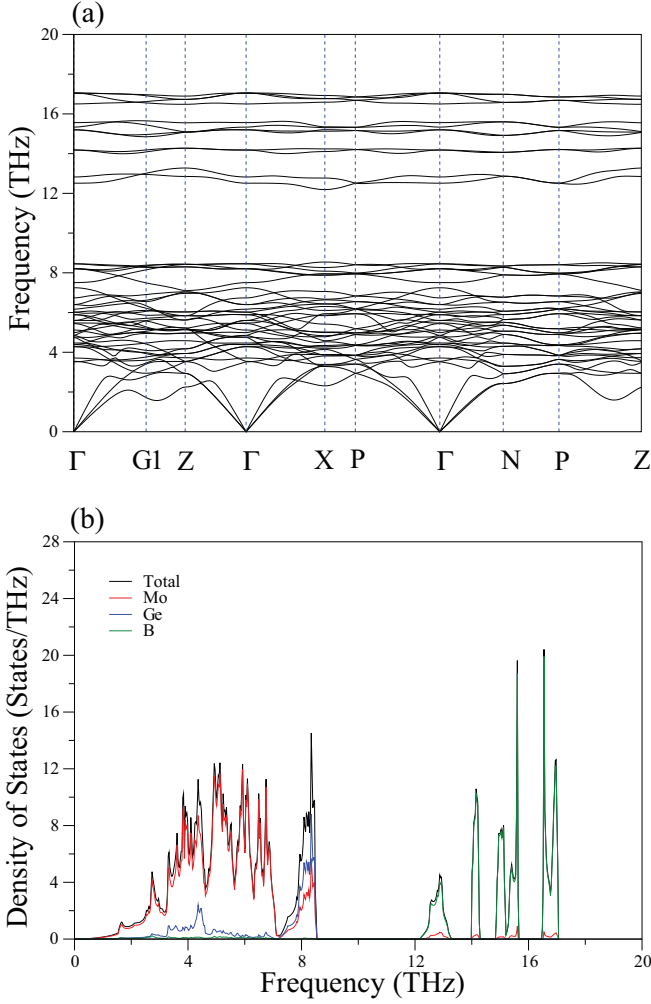 (a)
20
16
12
8
4
0
Frequency (THz)
Γ G1 Z Γ X P Γ N P Z
(b)
28
24
20
16
12
8
4
0
Density of States (States/THz)
Total
Mo
Ge
B
0 4 8 12 16 20
Frequency (THz)